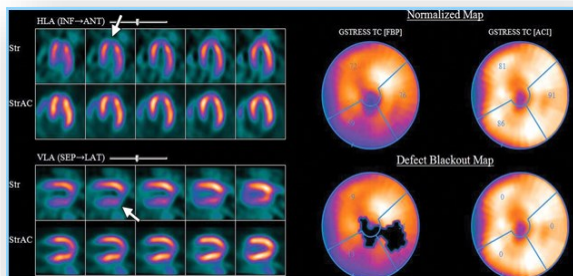 HLA (INF→ANT)
Normalized Map
GSTRESS TC [FBP]
GSTRESS TC [ACI]
Str
StrAC
81
91
86
VLA (SEP→LAT)
Defect Blackout Map
Str
StrAC
0
0
0